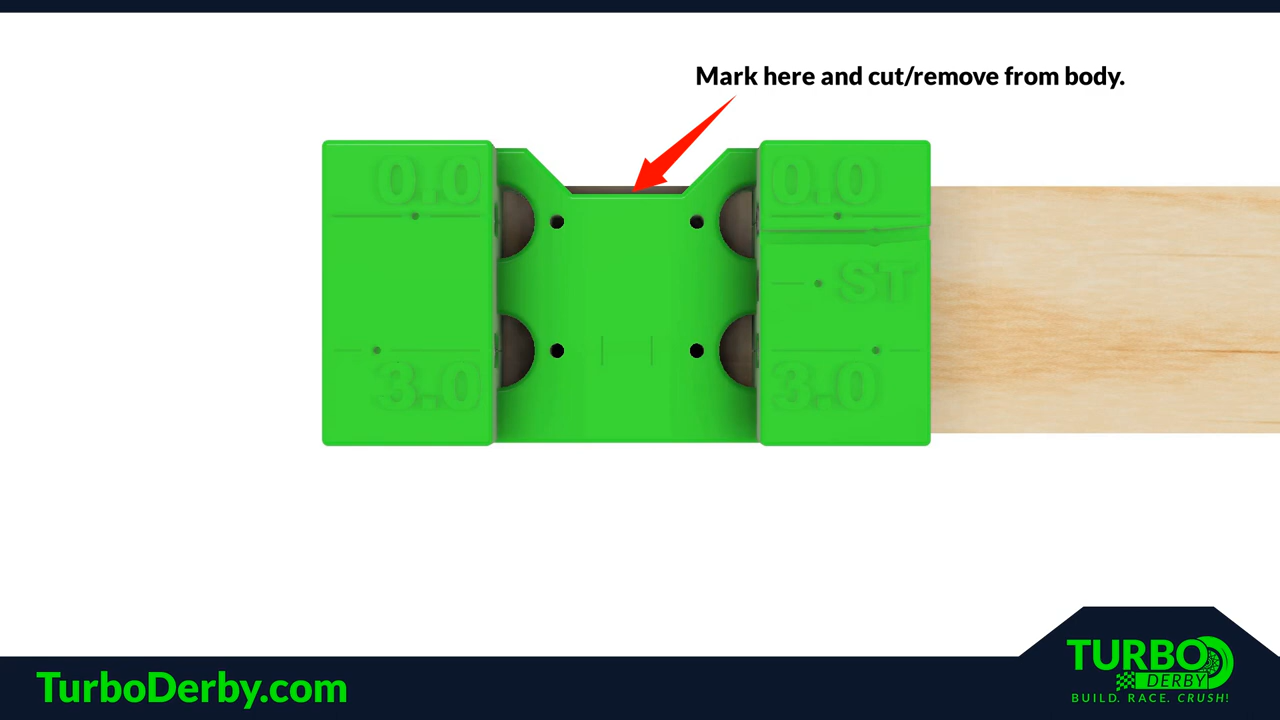 Mark here and cut/remove from body.
0.0
0.0
ST
3.0
3.0
TurboDerby.com
TURBO
DERBY
BUILD. RACE. CRUSH!